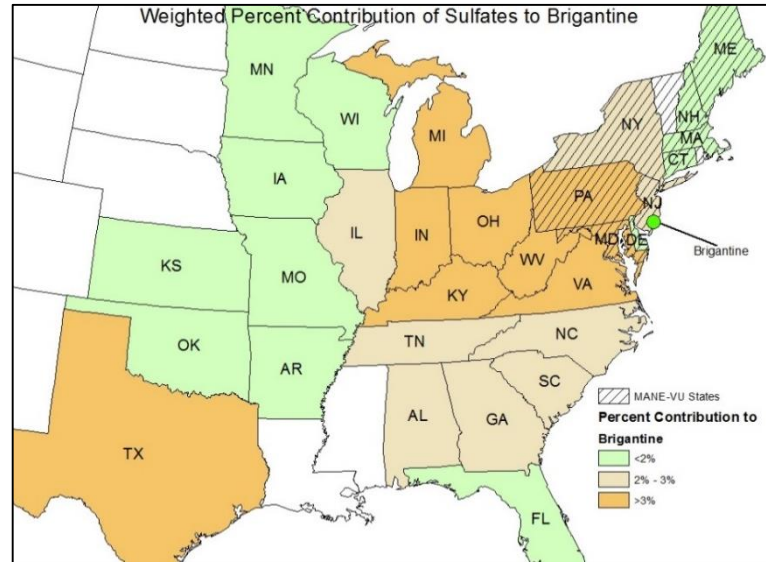 Weighted Percent Contribution of Sulfates to Brigantine
MN
ME
WI
MI
NY
NH
MA
CT
IA
PA
NJ
IL
IN
OH
MD
DE
Brigantine
WV
KS
MO
KY
VA
TN
NC
OK
AR
SC
AL
GA
TX
FL
MANE-VU States
Percent Contribution to
Brigantine
<2%
2% - 3%
>3%